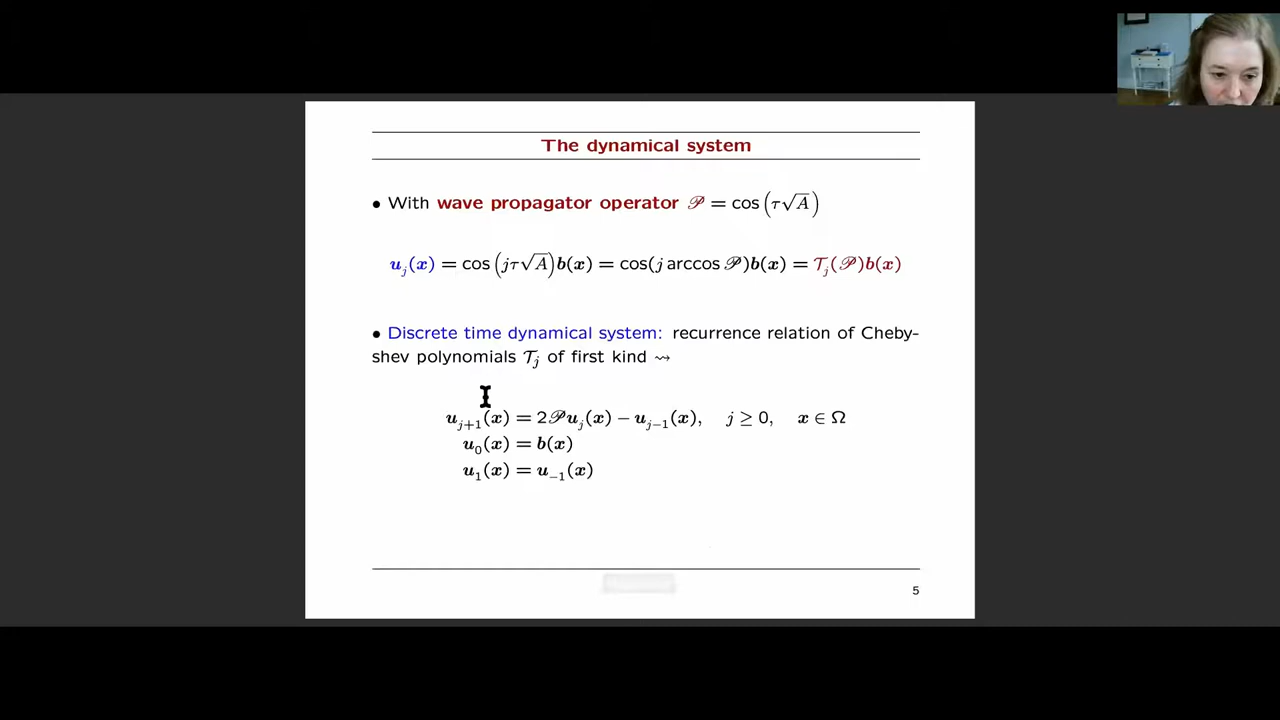 The dynamical system
• With wave propagator operator 𝒫 = cos(τ√A)
u_j(x) = cos(jτ√A)b(x) = cos(j arccos 𝒫)b(x) = 𝒯_j(𝒫)b(x)
• Discrete time dynamical system: recurrence relation of Cheby-
shev polynomials 𝒯_j of first kind ⇝
u_{j+1}(x) = 2𝒫u_j(x) − u_{j−1}(x), j ≥ 0, x ∈ Ω
u_0(x) = b(x)
u_1(x) = u_{−1}(x)
5